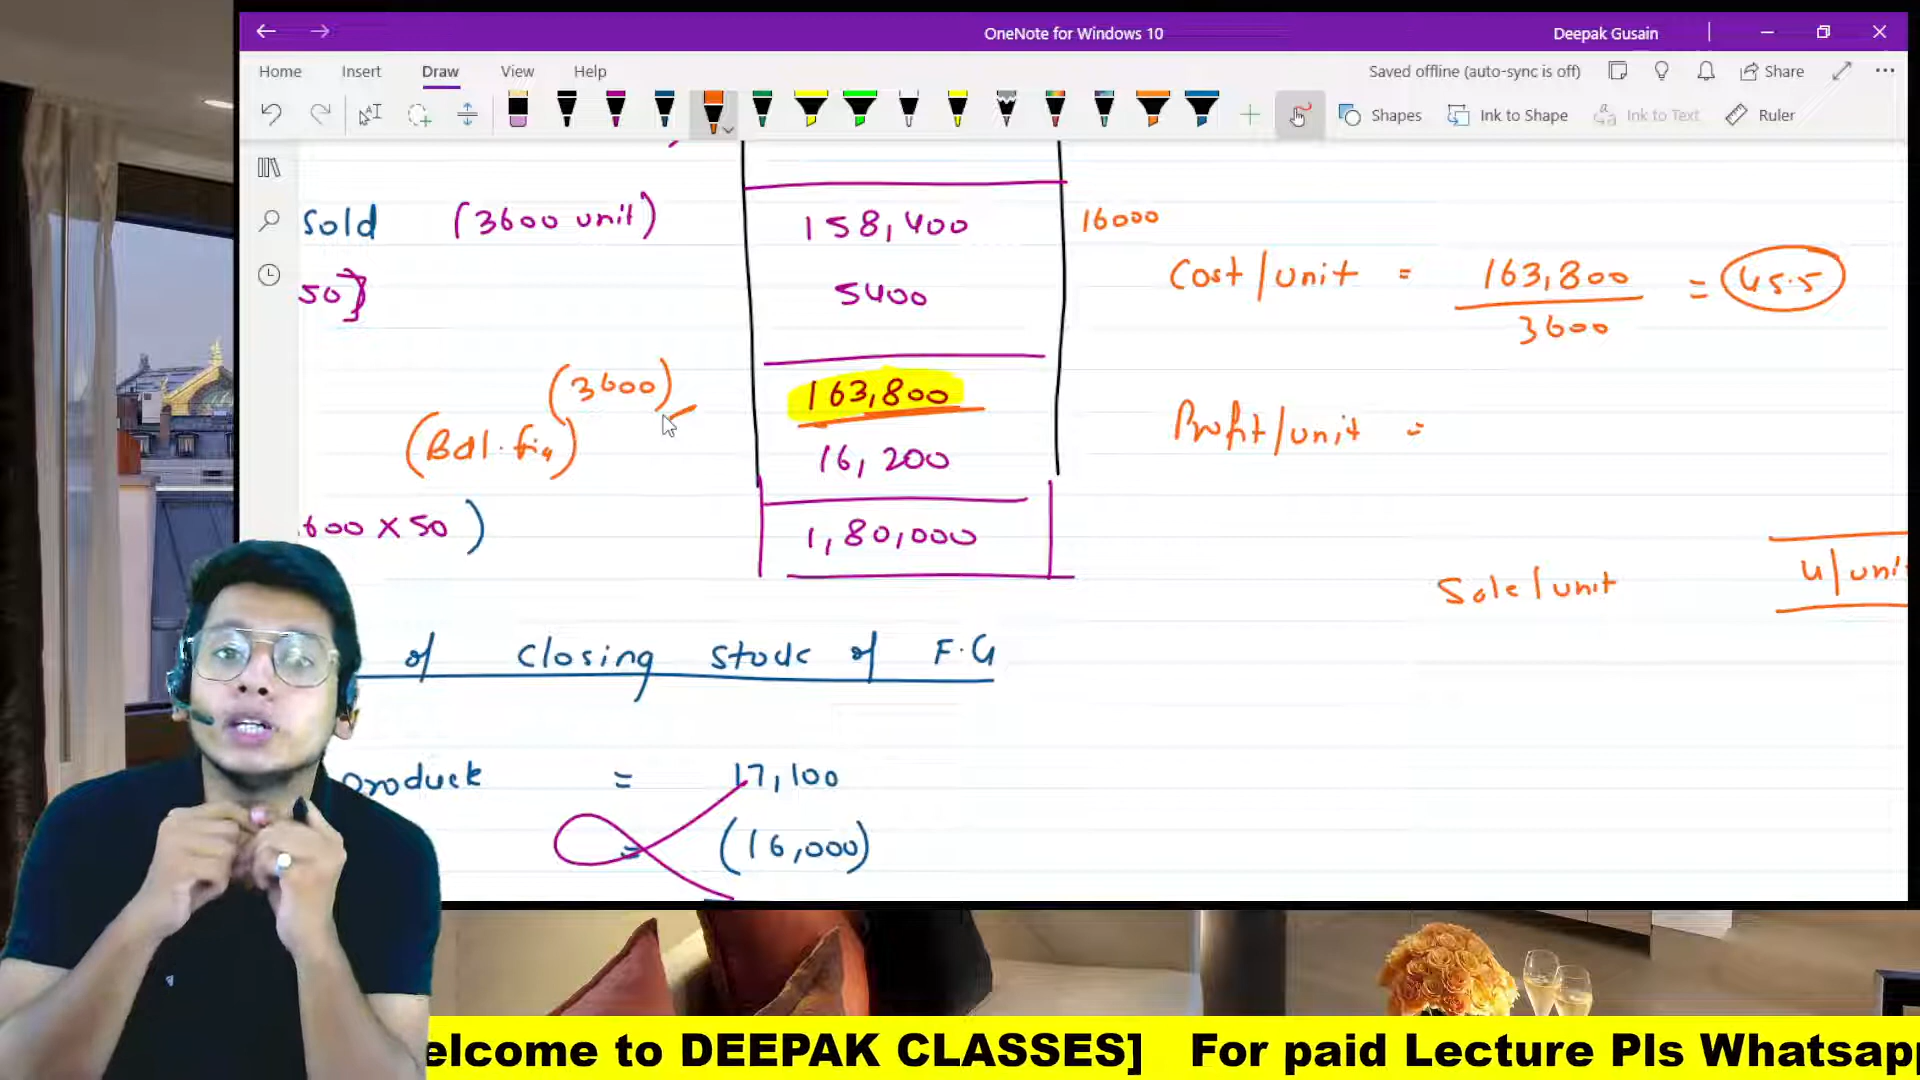 OneNote for Windows 10
Deepak Gusain
Home Insert Draw View Help
Saved offline (auto-sync is off)
Share
Shapes Ink to Shape Ink to Text Ruler
Sold (3600 unit) 158,400 16000
50] 5400
Cost/unit = 163,800 / 3600 = 45.5
(3600) 163,800
(Bal. fig) 16,200
Profit/unit =
600 x 50) 1,80,000
Sale/unit 4/uni
of Closing Stock of F.G
product = 17,100
= (16,000)
elcome to DEEPAK CLASSES] For paid Lecture Pls Whatsapp